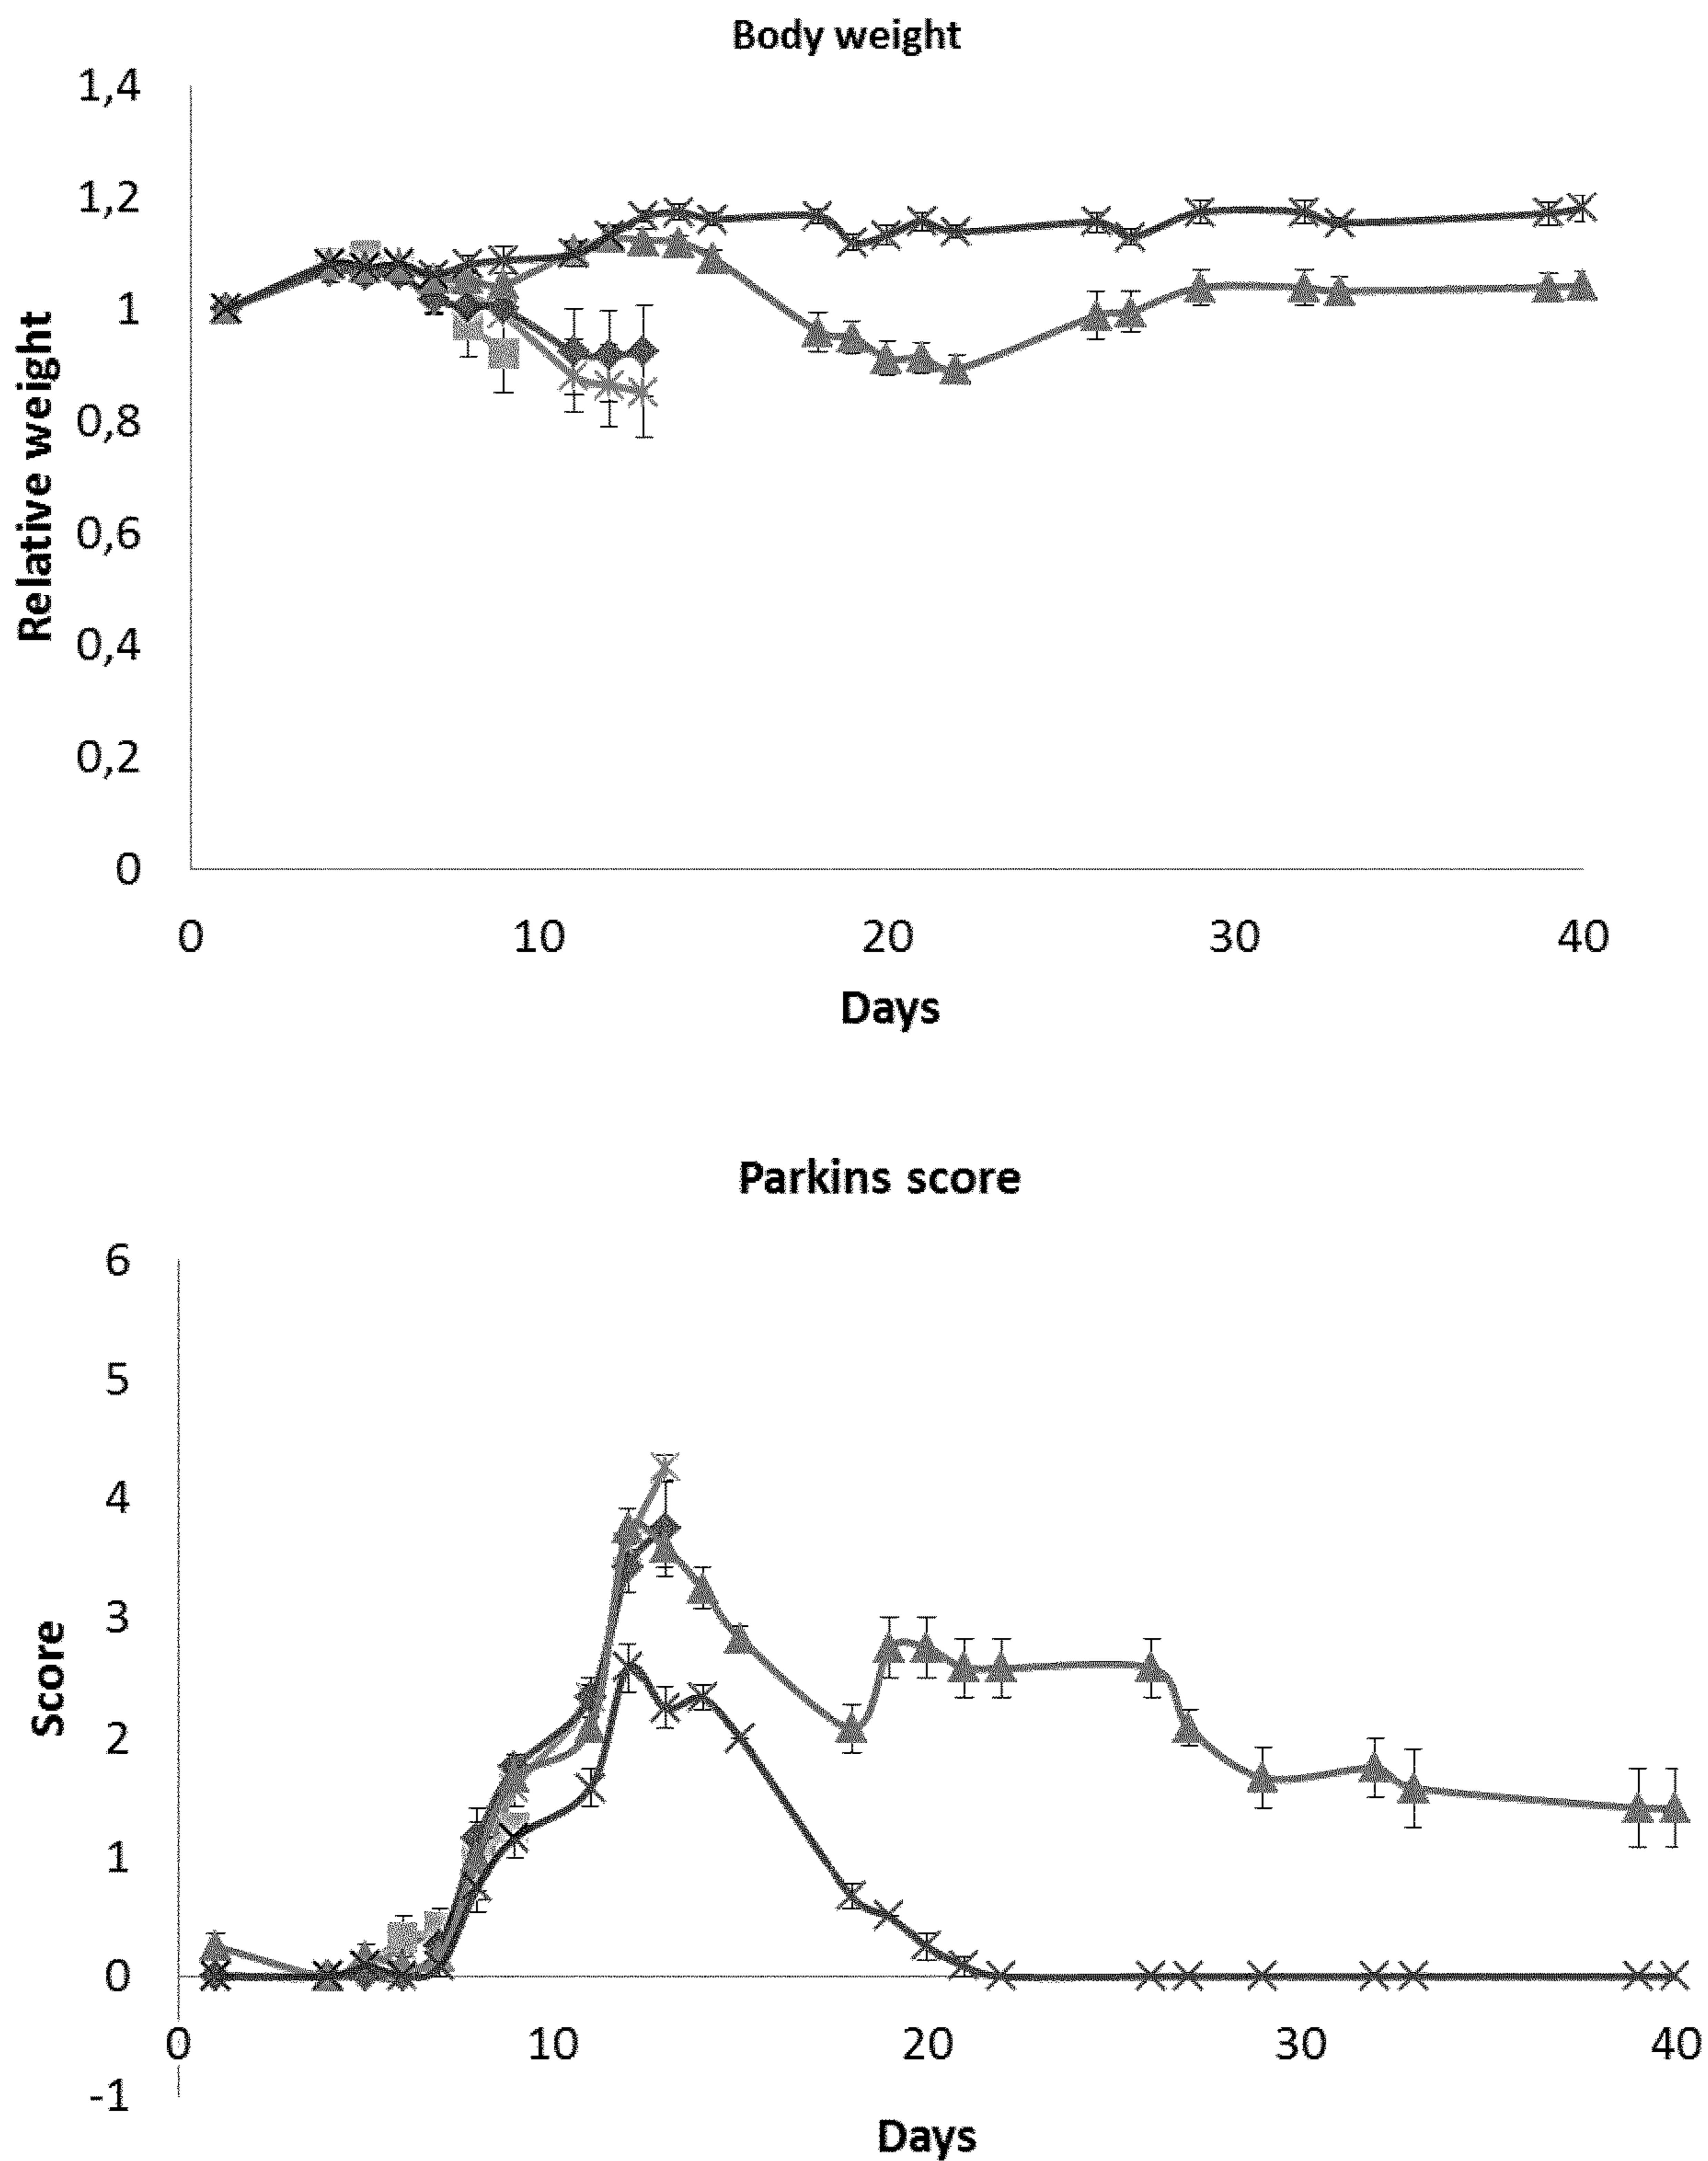 Body weight
1,4
1,2
1
0,8
0,6
0,4
0,2
0
Relative weight
0 10 20 30 40
Days
Parkins score
6
5
4
3
2
1
0
-1
Score
0 10 20 30 40
Days